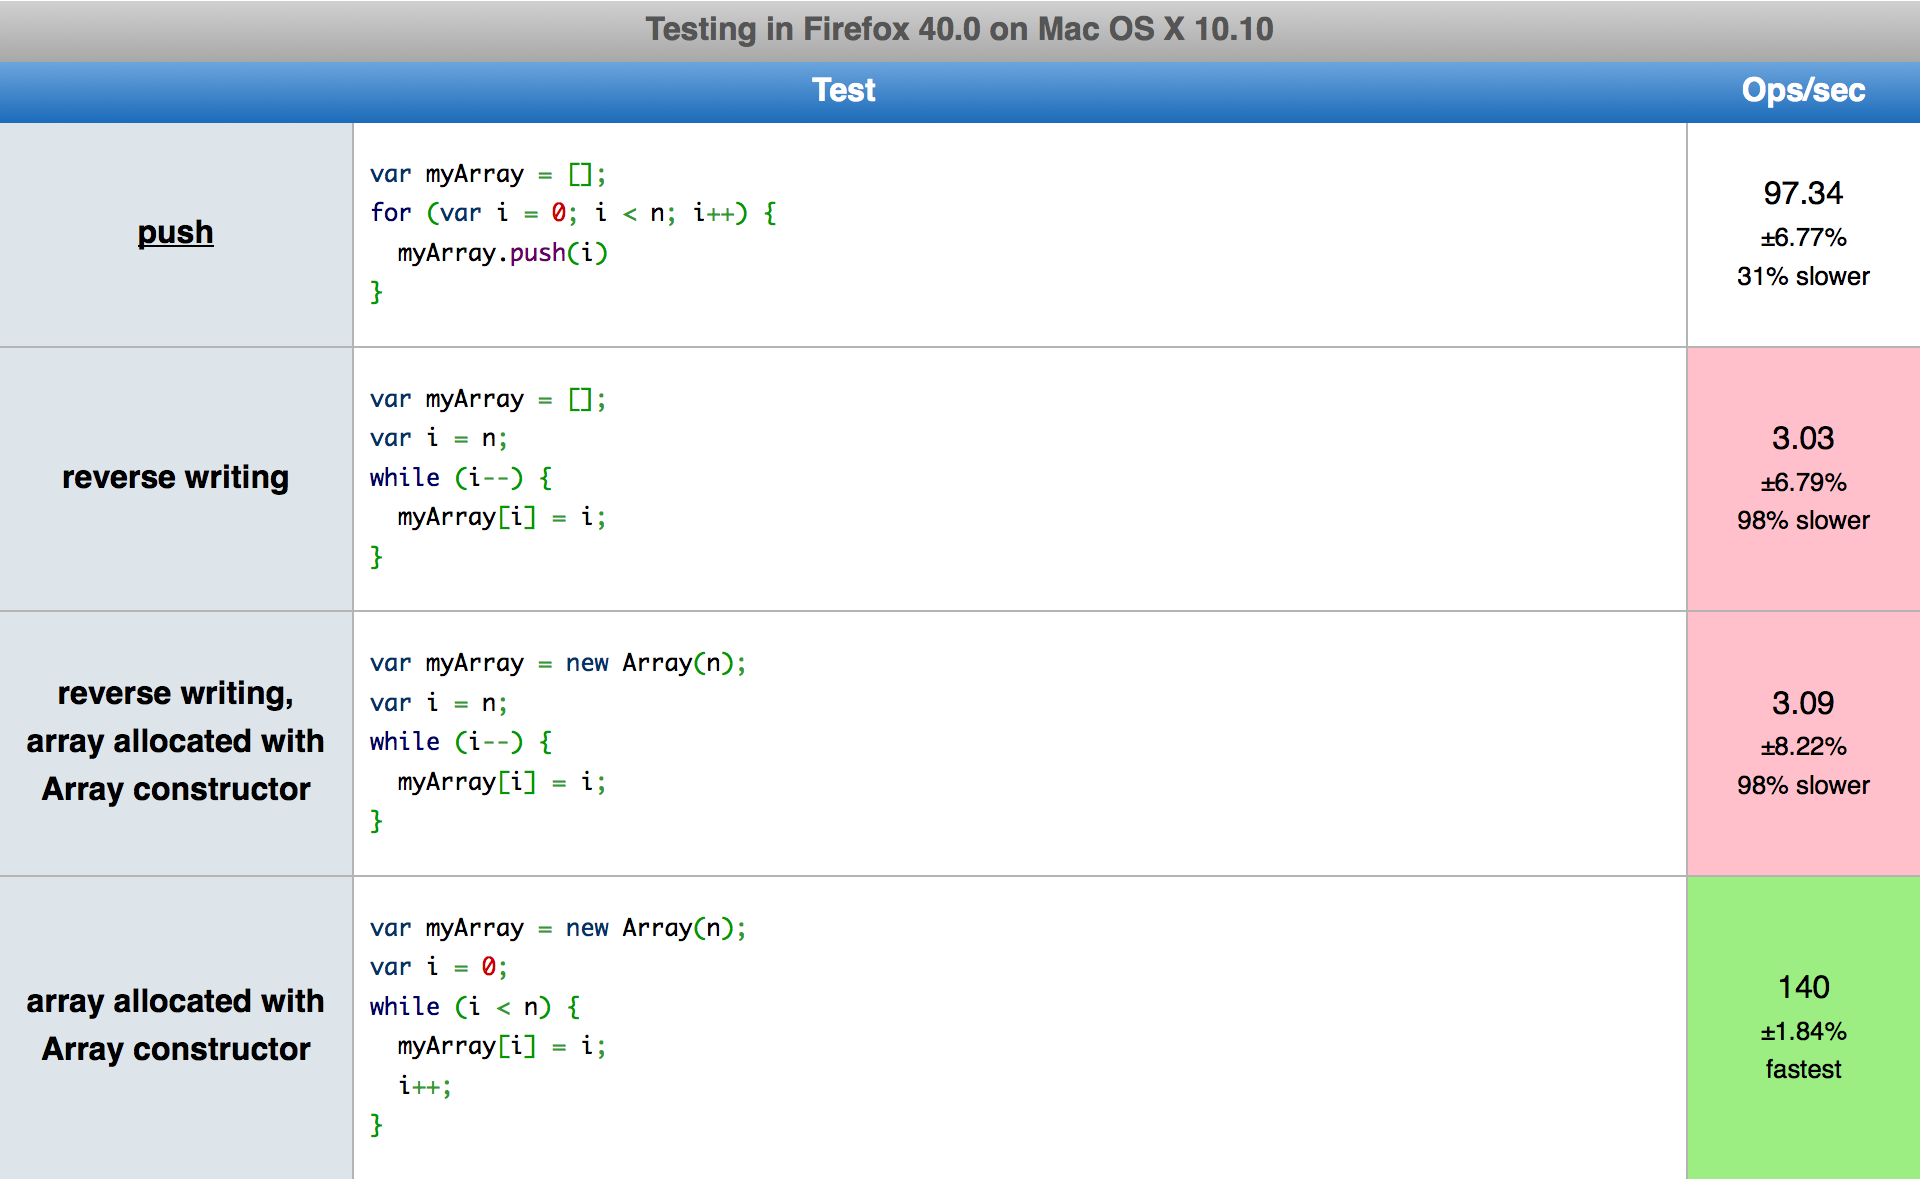 Testing in Firefox 40.0 on Mac OS X 10.10
Test Ops/sec
push
var myArray = [];
for (var i = 0; i < n; i++) {
  myArray.push(i)
}
97.34
±6.77%
31% slower
reverse writing
var myArray = [];
var i = n;
while (i--) {
  myArray[i] = i;
}
3.03
±6.79%
98% slower
reverse writing,
array allocated with
Array constructor
var myArray = new Array(n);
var i = n;
while (i--) {
  myArray[i] = i;
}
3.09
±8.22%
98% slower
array allocated with
Array constructor
var myArray = new Array(n);
var i = 0;
while (i < n) {
  myArray[i] = i;
  i++;
}
140
±1.84%
fastest